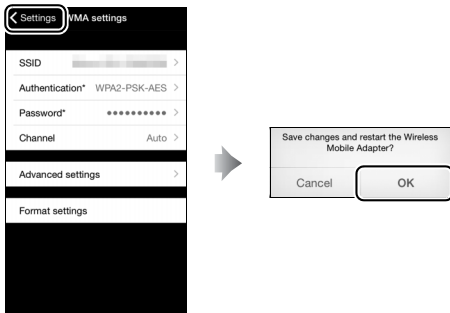 Settings WMA settings
SSID
Authentication* WPA2-PSK-AES
Password* ••••••••••
Channel Auto
Advanced settings
Format settings
Save changes and restart the Wireless
Mobile Adapter?
Cancel OK